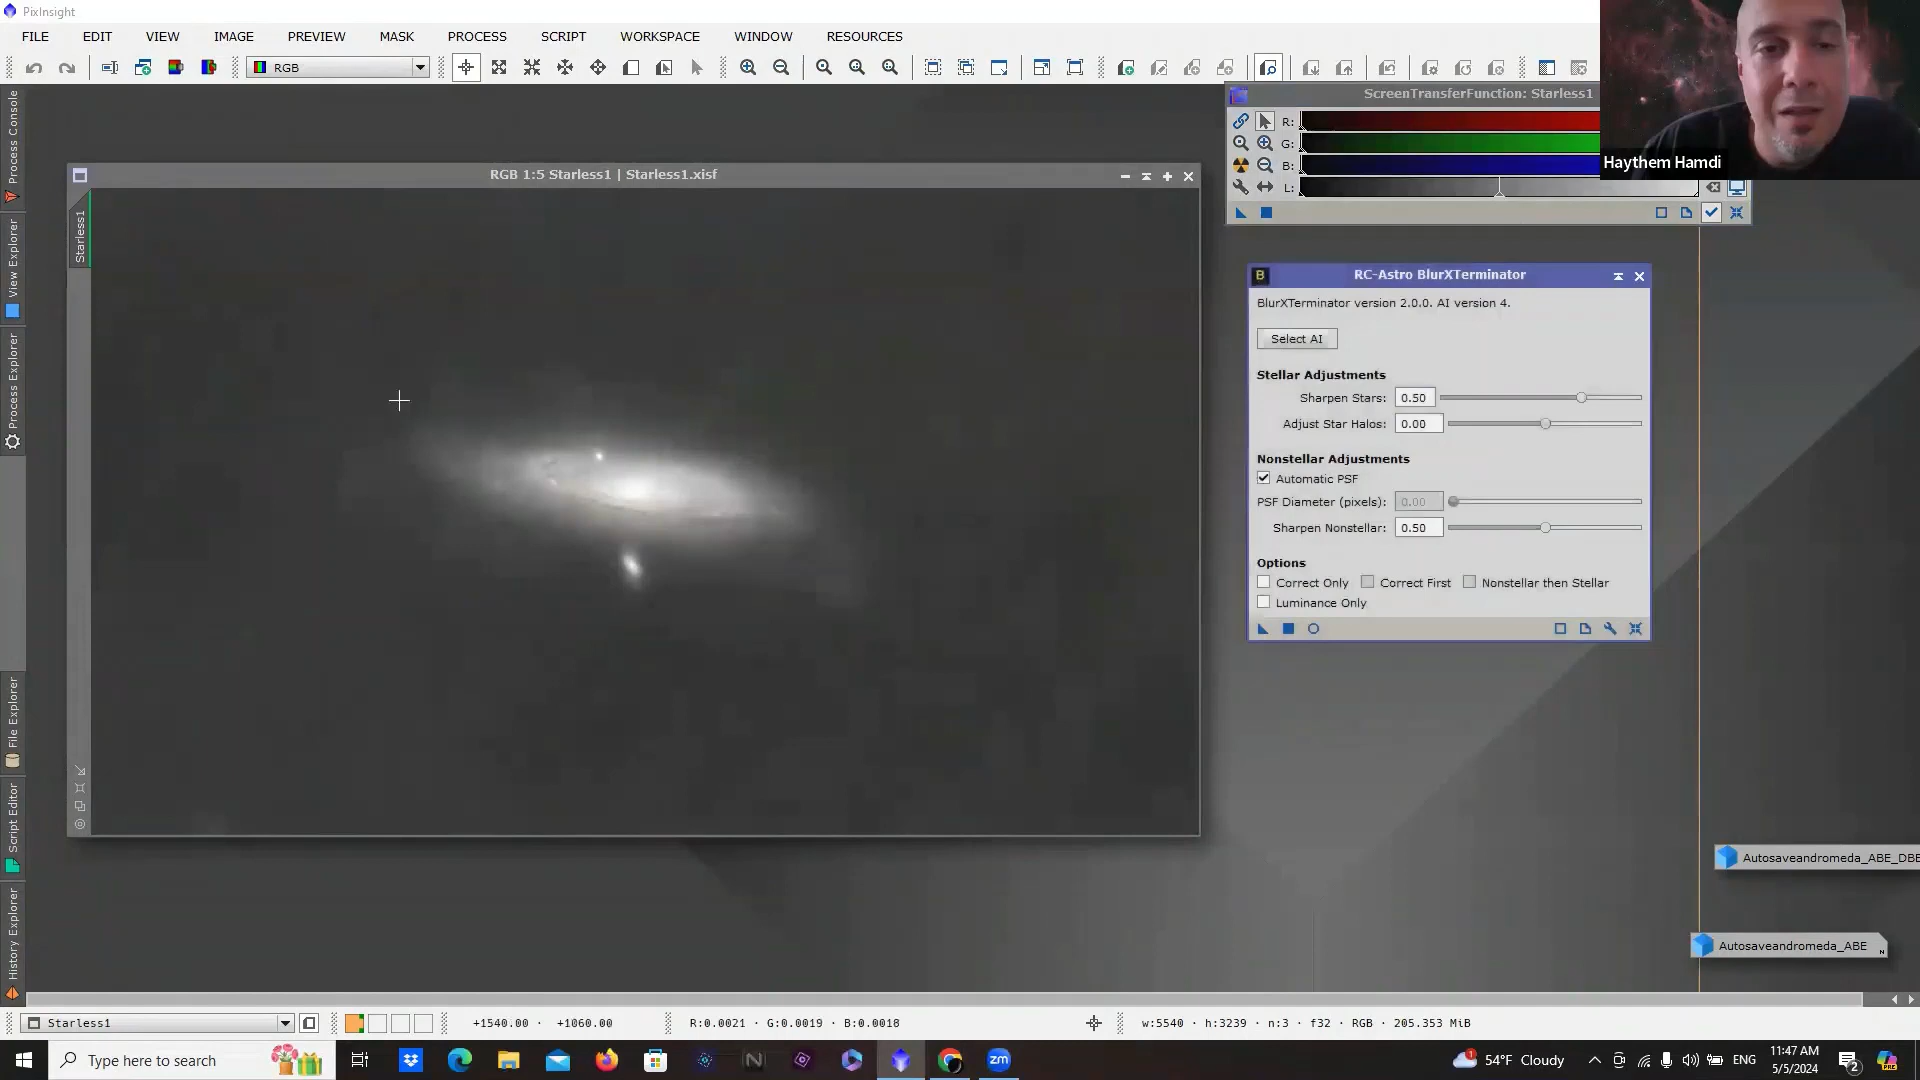 PixInsight
FILE EDIT VIEW IMAGE PREVIEW MASK PROCESS SCRIPT WORKSPACE WINDOW RESOURCES
RGB
ScreenTransferFunction: Starless1
R:
G:
B:
L:
Haythem Hamdi
Process Console
View Explorer
Process Explorer
File Explorer
Script Editor
History Explorer
RGB 1:5 Starless1 | Starless1.xisf
Starless1
B
RC-Astro BlurXTerminator
BlurXTerminator version 2.0.0. AI version 4.
Select AI
Stellar Adjustments
Sharpen Stars: 0.50
Adjust Star Halos: 0.00
Nonstellar Adjustments
Automatic PSF
PSF Diameter (pixels): 0.00
Sharpen Nonstellar: 0.50
Options
Correct Only Correct First Nonstellar then Stellar
Luminance Only
Autosaveandromeda_ABE_DBE
Autosaveandromeda_ABE
Starless1
+1540.00 · +1060.00
R:0.0021 · G:0.0019 · B:0.0018
w:5540 · h:3239 · n:3 · f32 · RGB · 205.353 MiB
Type here to search
zm
54°F Cloudy
ENG
11:47 AM
5/5/2024
2